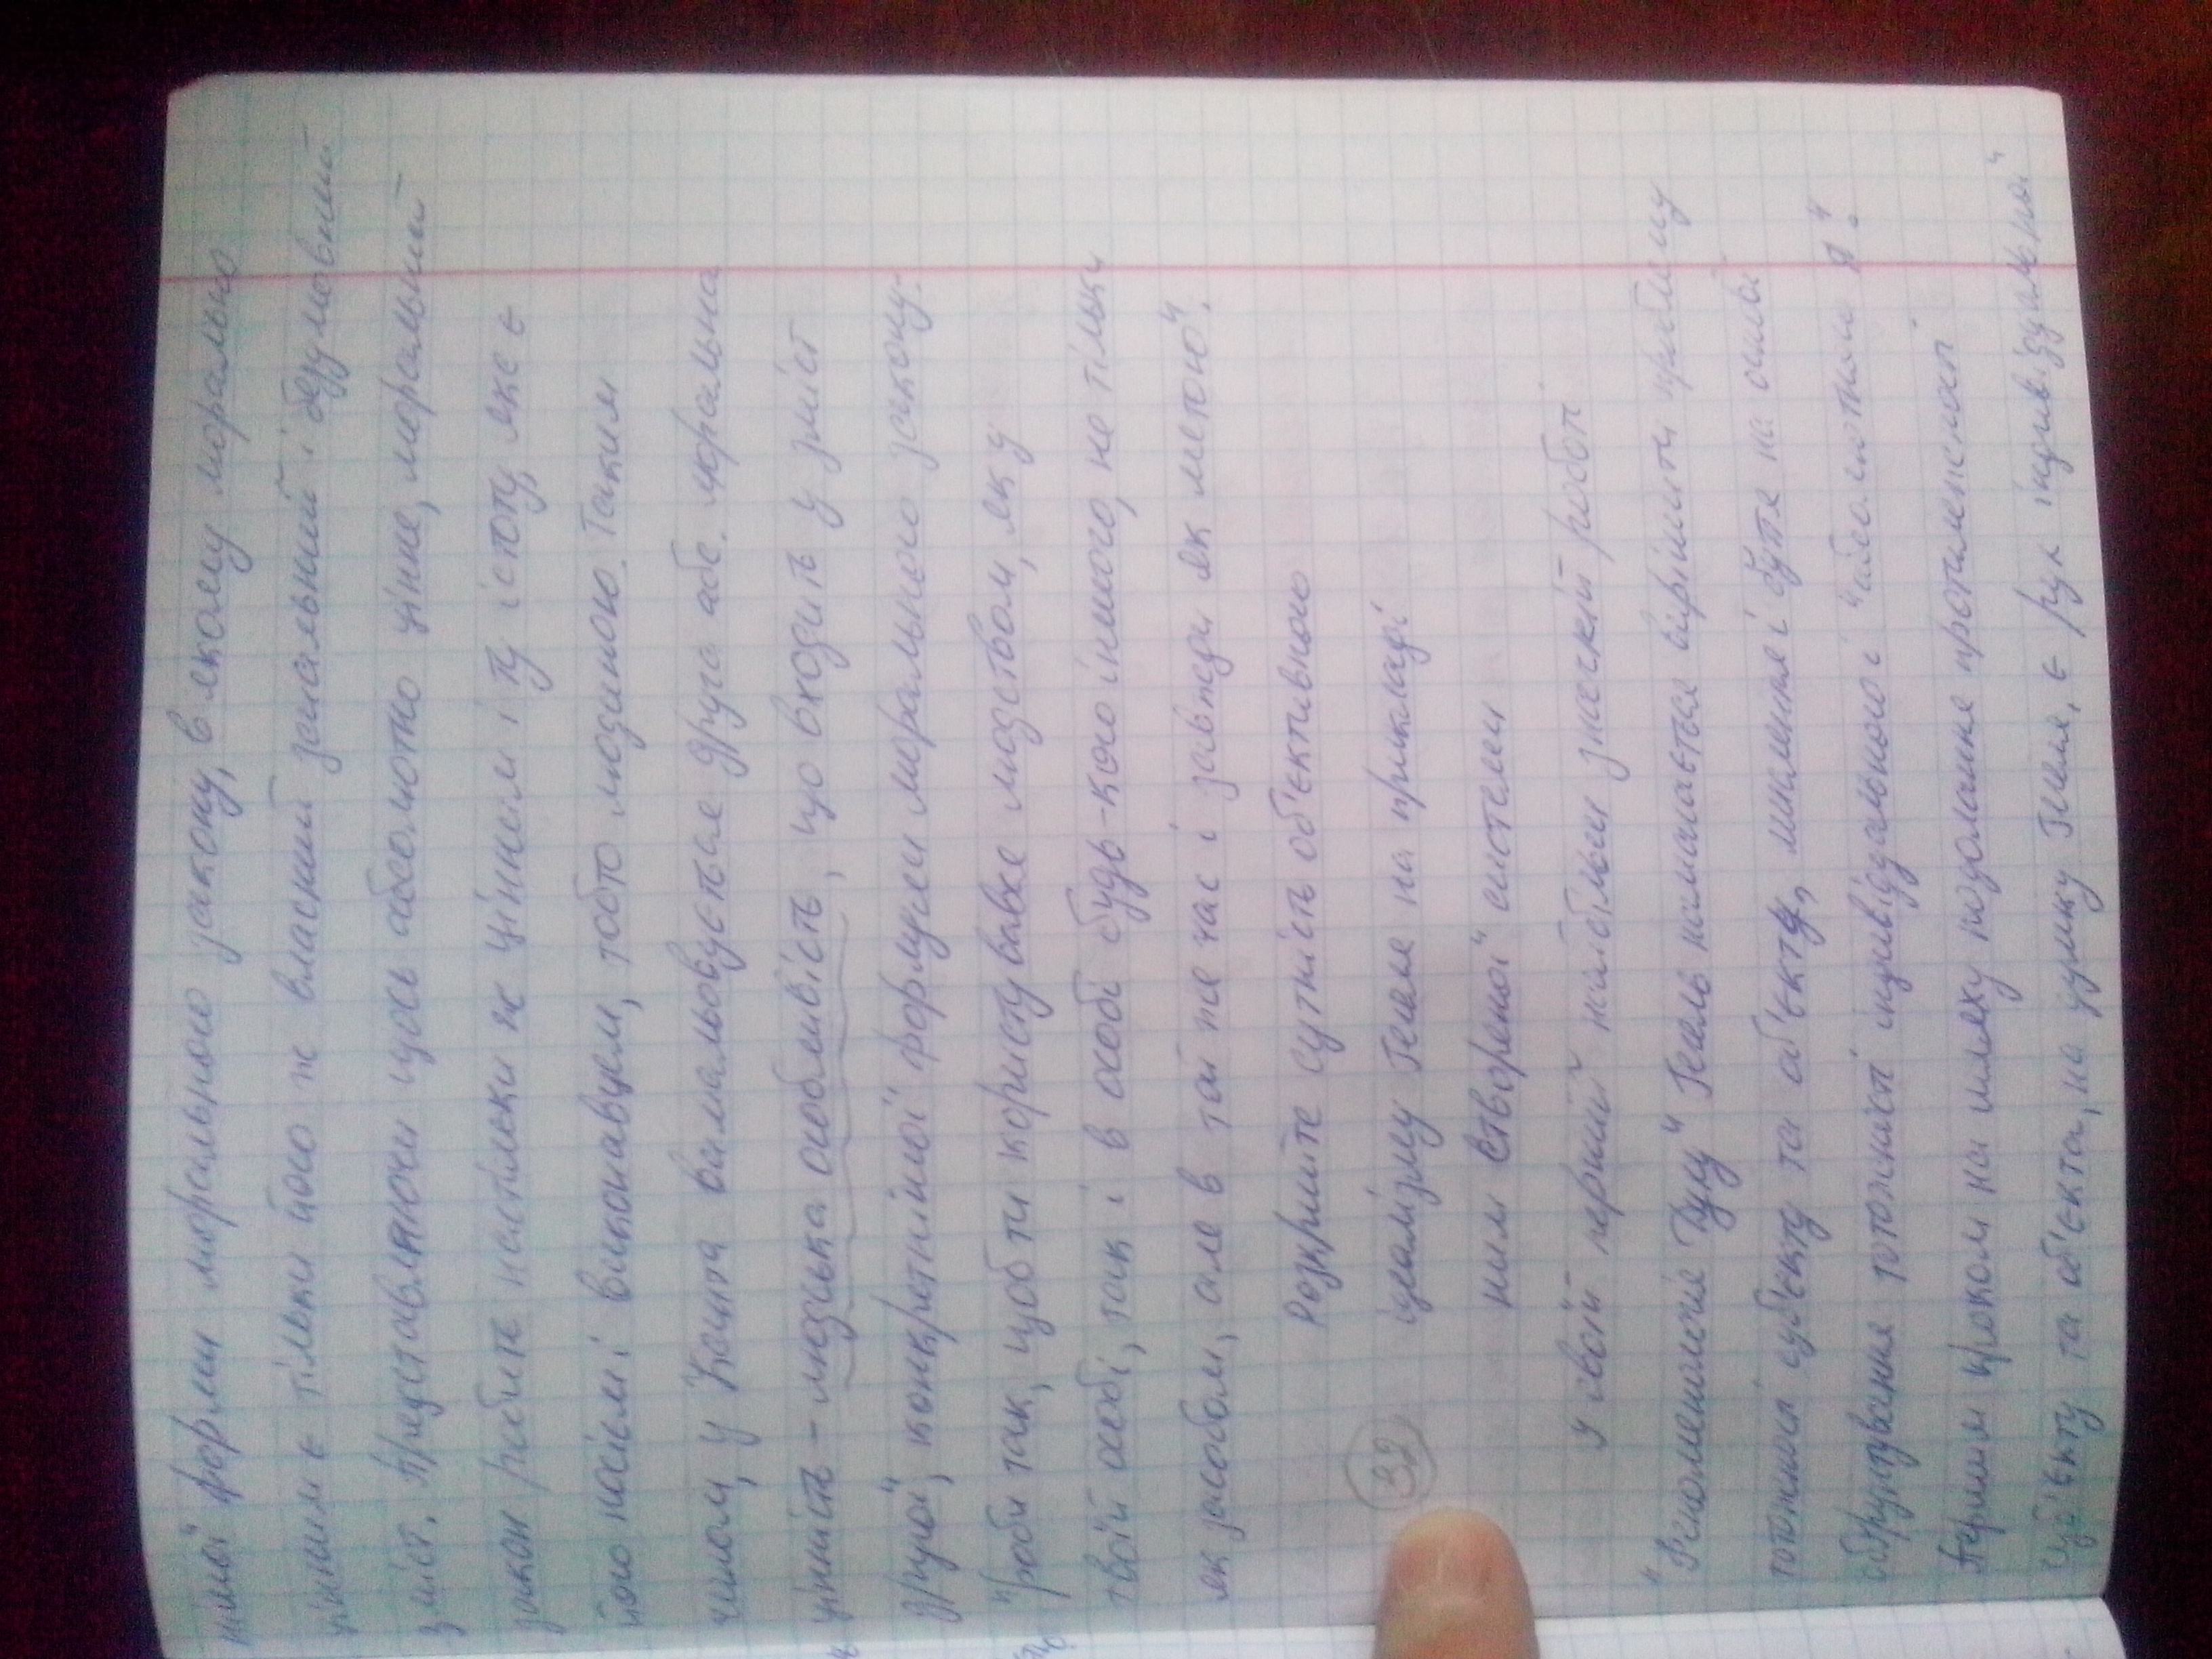 нішої форми морального закону, в якому морально
цінним є тільки його ж власний загальний і безумовний
зміст. Представляючи щось абсолютно цінне, моральний
закон робить настільки ж цінним і ту істоту, яке є
його носієм і виконавцем, тобто людиною. Таким
чином, у Канта вимальовується друга абс. моральна
цінність – людська особливість, що входить у зміст
другої, конкретнішої формули морального закону:
"роби так, щоб ти користувався людством, як у
твоїй особі, так і в особі будь-кого іншого, не тільки
як засобом, але в той же час і завжди як метою".
Розкрийте сутність об'єктивного
32 ідеалізму Гегеля на прикладі
ним створеної системи
У своїй першій найбільш значній роботі
"Феноменологія Духу" Гегель намагається вирішити проблему
тотожності суб'єкту та об'єкту, мислення і буття на основі
обґрунтування тотожності індивідуального і "абсолютного Я".
Першим кроком на шляху подолання протилежності
суб'єкту та об'єкта, на думку Гегеля, є рух індивідуальної